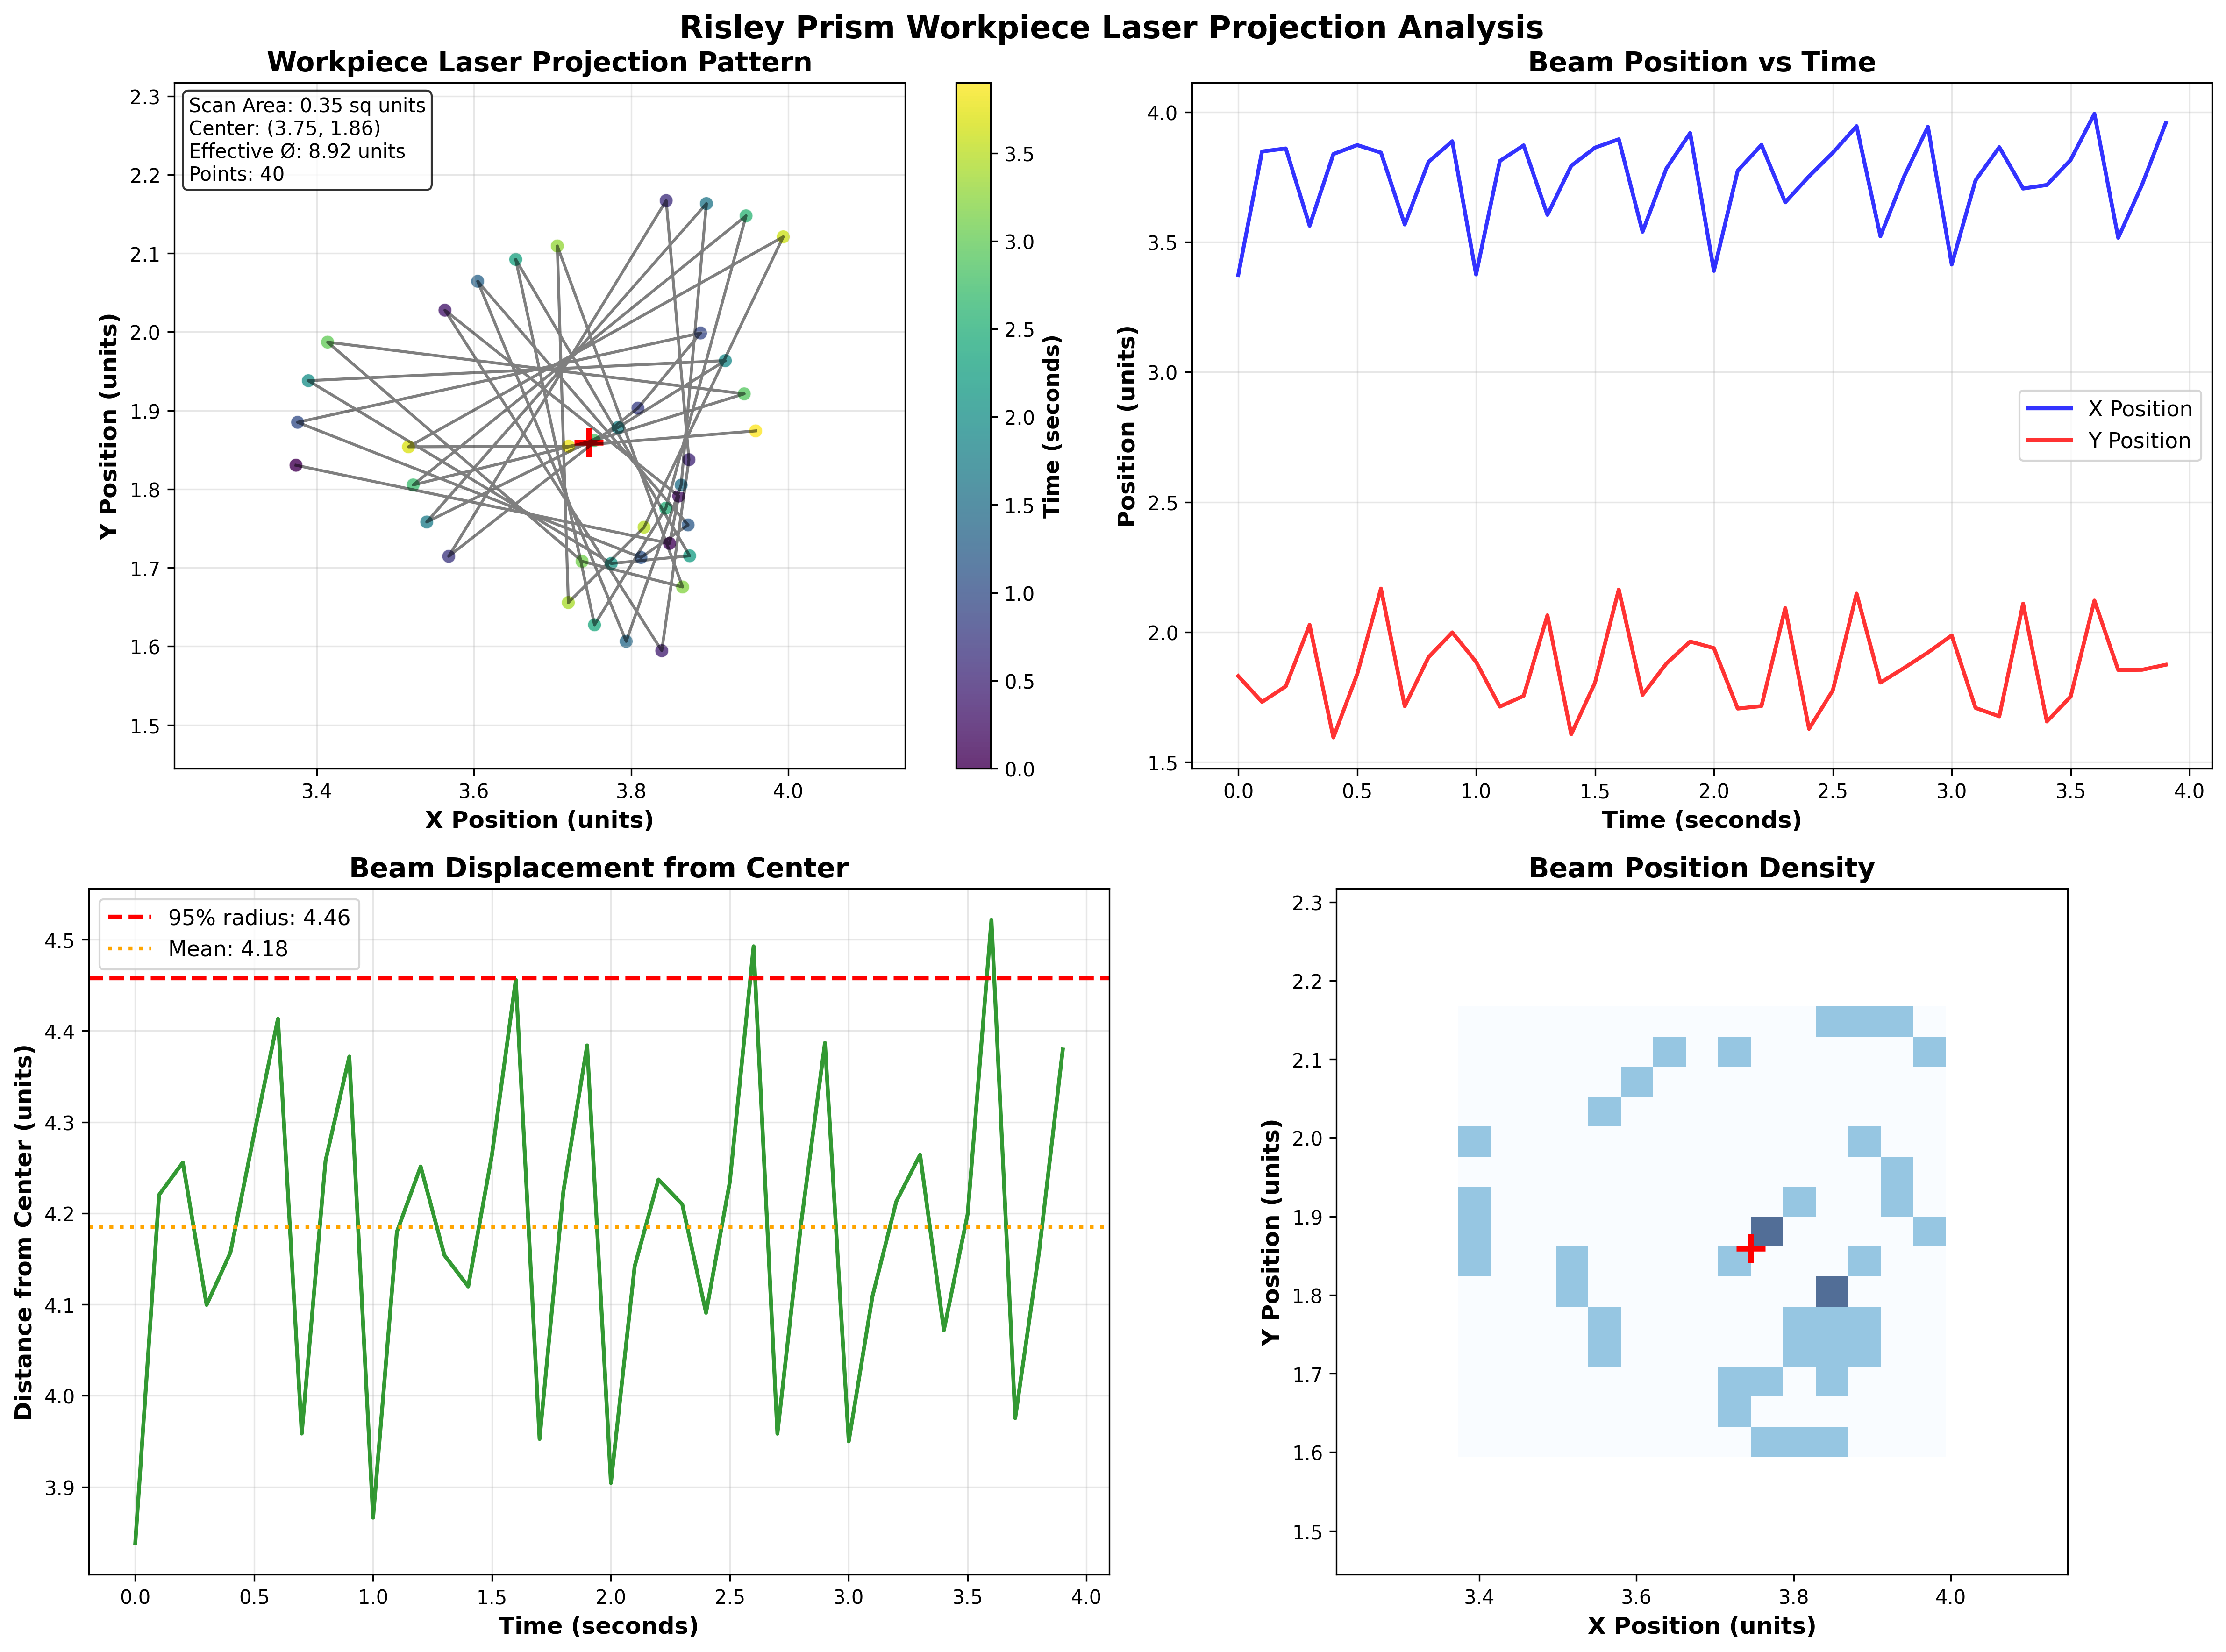 Risley Prism Workpiece Laser Projection Analysis
Workpiece Laser Projection Pattern
Scan Area: 0.35 sq units
Center: (3.75, 1.86)
Effective Ø: 8.92 units
Points: 40
2.3
2.2
2.1
2.0
1.9
1.8
1.7
1.6
1.5
Y Position (units)
3.4 3.6 3.8 4.0
X Position (units)
3.5
3.0
2.5
2.0
1.5
1.0
0.5
0.0
Time (seconds)
Beam Position vs Time
4.0
3.5
3.0
2.5
2.0
1.5
Position (units)
X Position
Y Position
0.0 0.5 1.0 1.5 2.0 2.5 3.0 3.5 4.0
Time (seconds)
Beam Displacement from Center
95% radius: 4.46
Mean: 4.18
4.5
4.4
4.3
4.2
4.1
4.0
3.9
Distance from Center (units)
0.0 0.5 1.0 1.5 2.0 2.5 3.0 3.5 4.0
Time (seconds)
Beam Position Density
2.3
2.2
2.1
2.0
1.9
1.8
1.7
1.6
1.5
Y Position (units)
3.4 3.6 3.8 4.0
X Position (units)